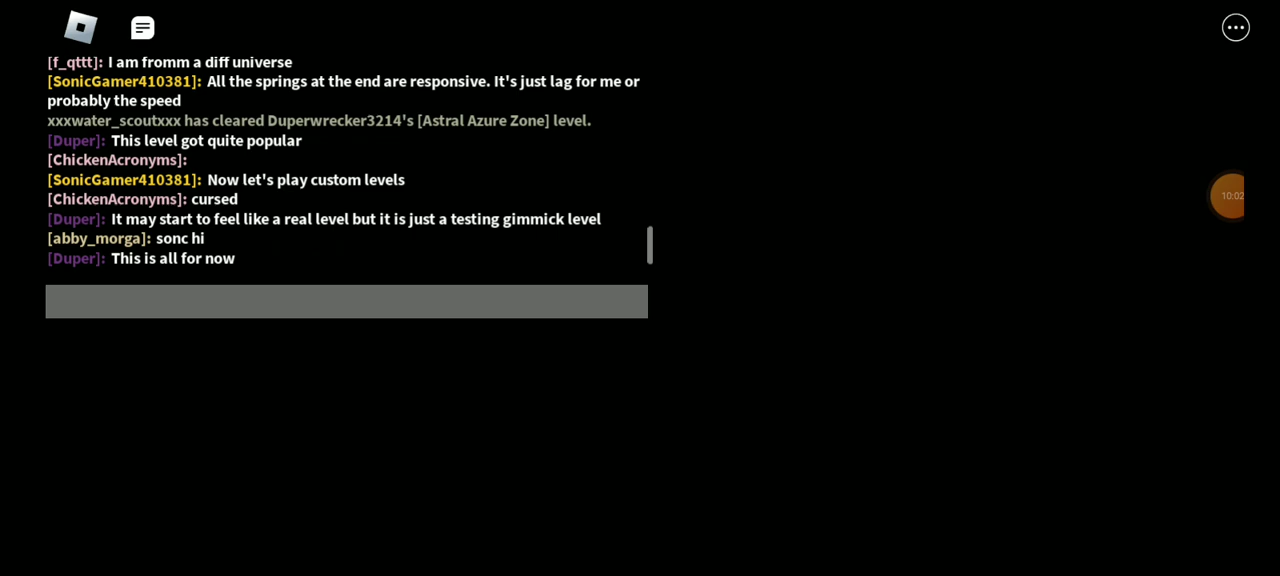 [f_qttt]: I am fromm a diff universe
[SonicGamer410381]: All the springs at the end are responsive. It's just lag for me or
probably the speed
xxxwater_scoutxxx has cleared Duperwrecker3214's [Astral Azure Zone] level.
[Duper]: This level got quite popular
[ChickenAcronyms]:
[SonicGamer410381]: Now let's play custom levels
[ChickenAcronyms]: cursed
[Duper]: It may start to feel like a real level but it is just a testing gimmick level
[abby_morga]: sonc hi
[Duper]: This is all for now
10:02